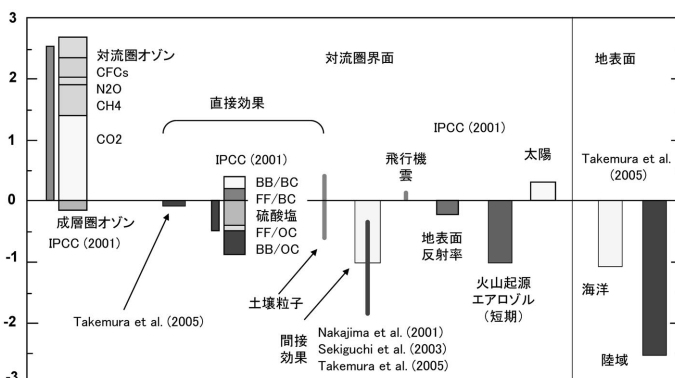 3
2
1
0
-1
-2
-3
対流圏オゾン
CFCs
N2O
CH4
CO2
成層圏オゾン
IPCC (2001)
対流圏界面
直接効果
IPCC (2001)
BB/BC
FF/BC
硫酸塩
FF/OC
BB/OC
Takemura et al. (2005)
土壌粒子
間接
効果
Nakajima et al. (2001)
Sekiguchi et al. (2003)
Takemura et al. (2005)
IPCC (2001)
飛行機
雲
太陽
地表面
反射率
火山起源
エアロゾル
(短期)
地表面
Takemura et al.
(2005)
海洋
陸域